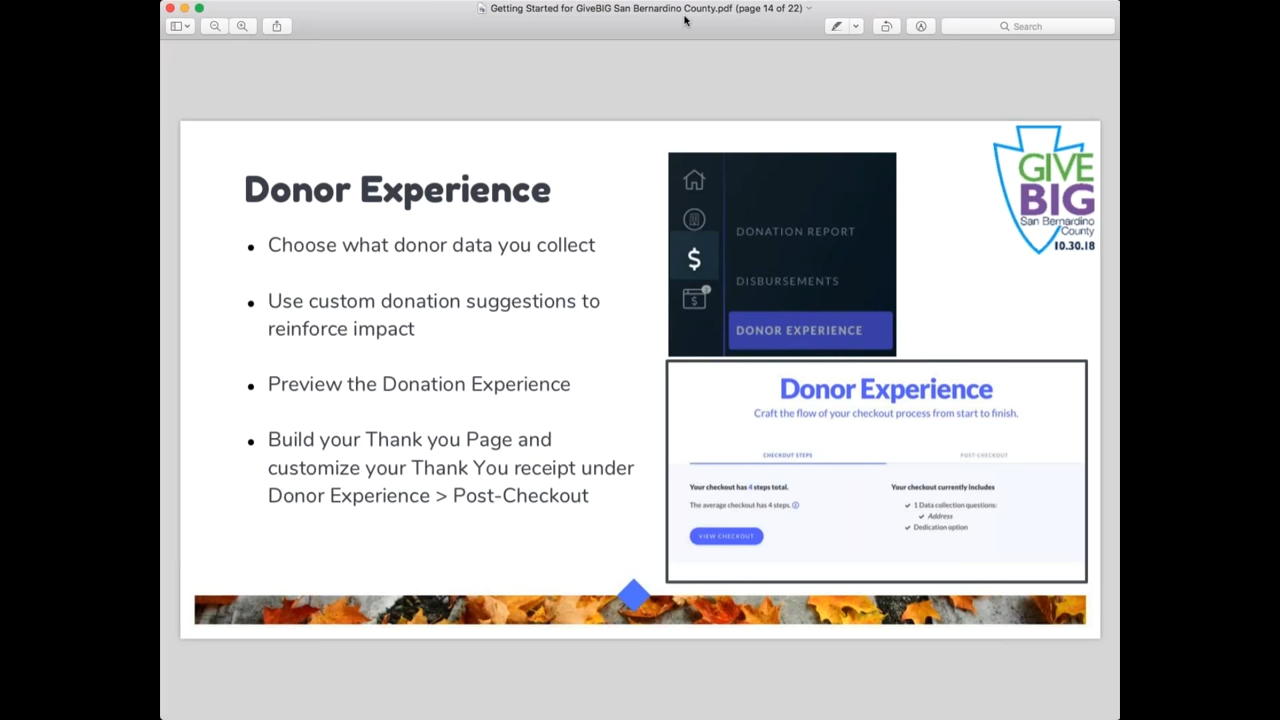 Getting Started for GiveBIG San Bernardino County.pdf (page 14 of 22)
Search
Donor Experience
• Choose what donor data you collect
• Use custom donation suggestions to
reinforce impact
• Preview the Donation Experience
• Build your Thank you Page and
customize your Thank You receipt under
Donor Experience > Post-Checkout
$
$
DONATION REPORT
DISBURSEMENTS
DONOR EXPERIENCE
GIVE
BIG
San Bernardino
County
10.30.18
Donor Experience
Craft the flow of your checkout process from start to finish.
CHECKOUT STEPS
POST-CHECKOUT
Your checkout has 4 steps total.
The average checkout has 4 steps.
VIEW CHECKOUT
Your checkout currently includes
✓ 1 Data collection questions:
✓ Address
✓ Dedication option